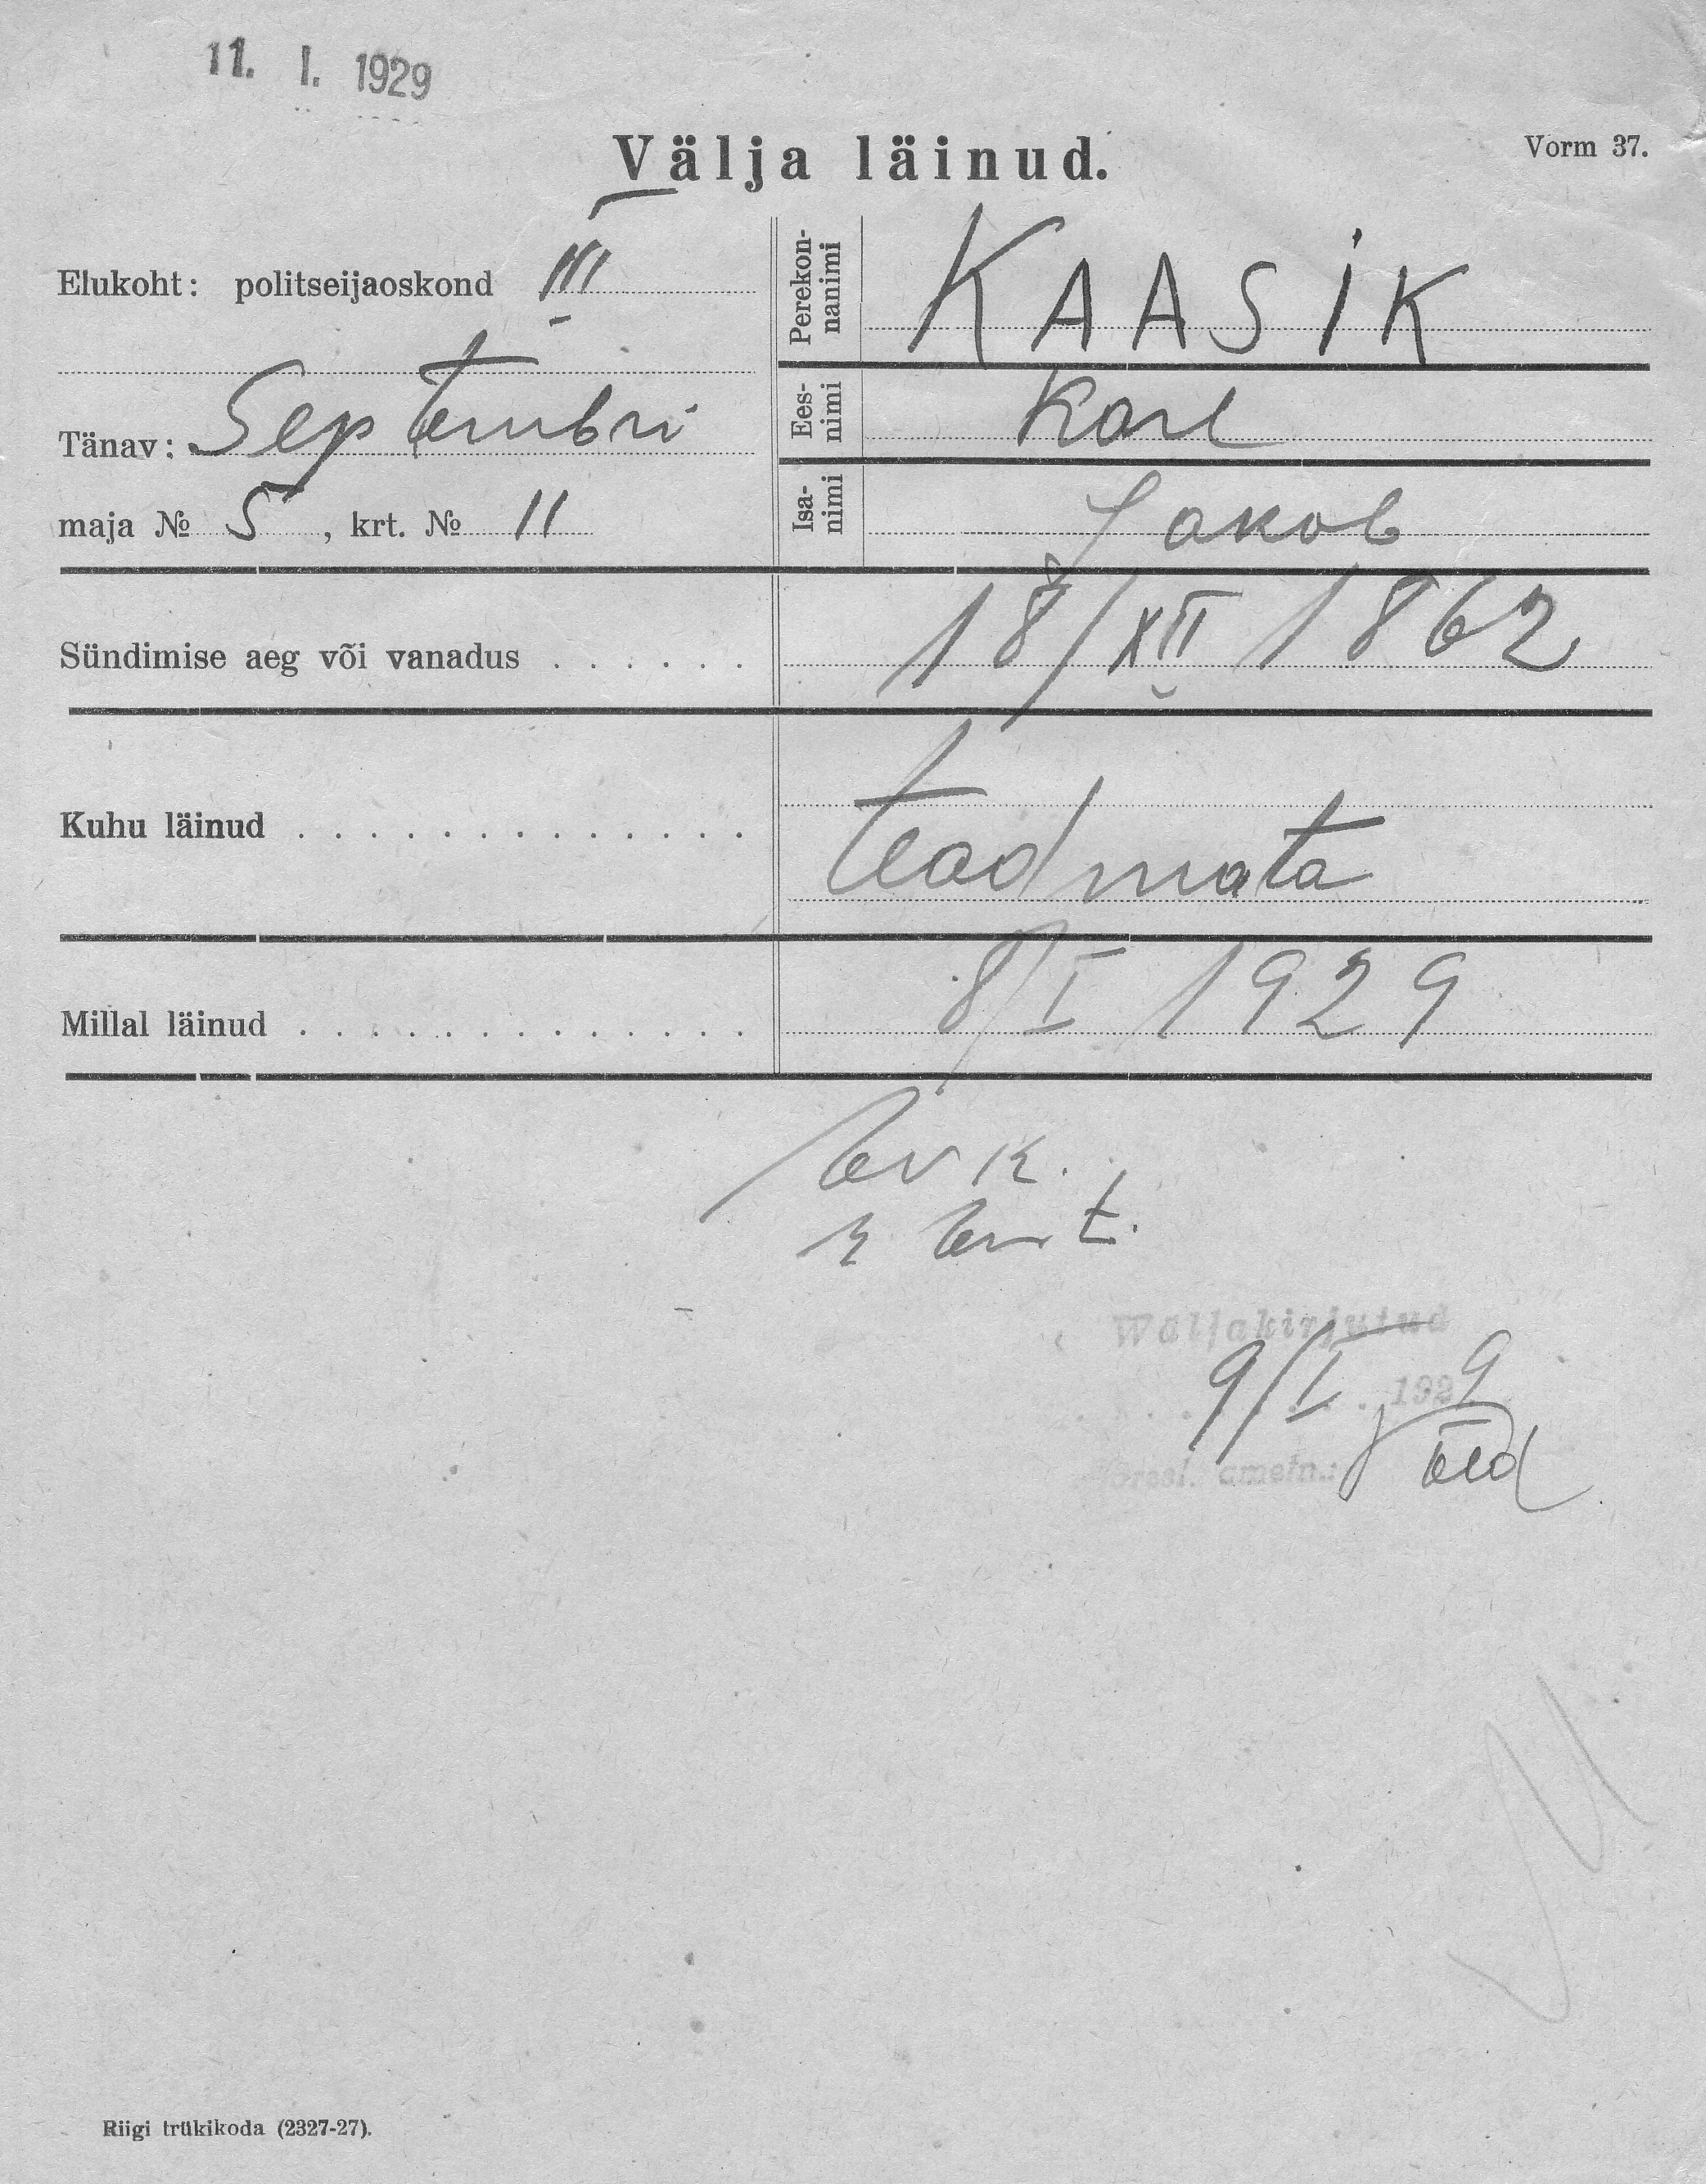 11. I. 1929
Välja läinud.
Vorm 37.
Elukoht: politseijaoskond III
Tänav: Septembri
maja № 5, krt. № 11
Perekon-
nanimi
KAASIK
Ees-
nimi
Karl
Isa-
nimi
Jakob
Sündimise aeg või vanadus . . . . . . 18/XII 1862
Kuhu läinud . . . . . . . . . . . . . teadmata
Millal läinud . . . . . . . . . . . . . 8/I 1929
Wäljakirjutud
9/I 1929
ametn.:
Riigi trükikoda (2327-27).